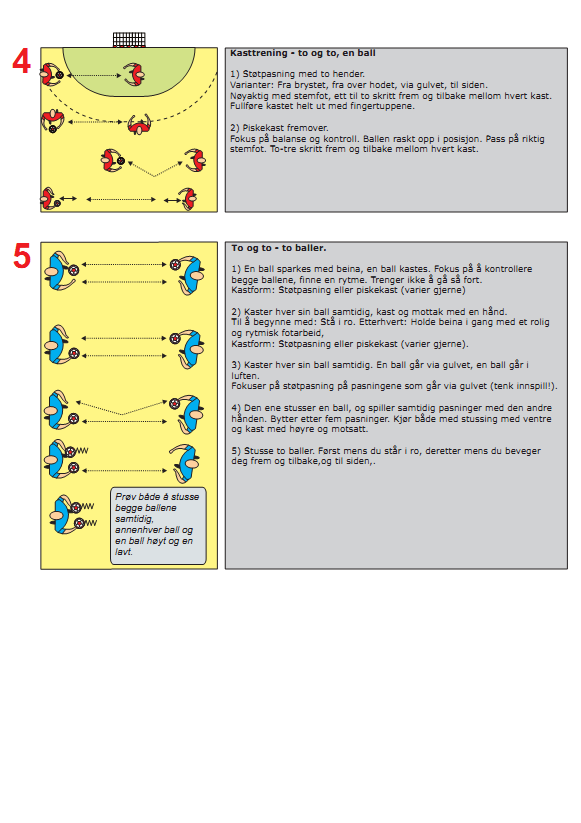 4
Kasttrening - to og to, en ball
1) Støtpasning med to hender.
Varianter: Fra brystet, fra over hodet, via gulvet, til siden.
Nøyaktig med stemfot, ett til to skritt frem og tilbake mellom hvert kast.
Fullføre kastet helt ut med fingertuppene.
2) Piskekast fremover.
Fokus på balanse og kontroll. Ballen raskt opp i posisjon. Pass på riktig
stemfot. To-tre skritt frem og tilbake mellom hvert kast.
5
To og to - to baller.
1) En ball sparkes med beina, en ball kastes. Fokus på å kontrollere
begge ballene, finne en rytme. Trenger ikke å gå så fort.
Kastform: Støtpasning eller piskekast (varier gjerne)
2) Kaster hver sin ball samtidig, kast og mottak med en hånd.
Til å begynne med: Stå i ro. Etterhvert: Holde beina i gang med et rolig
og rytmisk fotarbeid,
Kastform: Støtpasning eller piskekast (varier gjerne).
3) Kaster hver sin ball samtidig. En ball går via gulvet, en ball går i
luften.
Fokuser på støtpasning på pasningene som går via gulvet (tenk innspill!).
4) Den ene stusser en ball, og spiller samtidig pasninger med den andre
hånden. Bytter etter fem pasninger. Kjør både med stussing med ventre
og kast med høyre og motsatt.
5) Stusse to baller. Først mens du står i ro, deretter mens du beveger
deg frem og tilbake,og til siden,.
Prøv både å stusse
begge ballene
samtidig,
annenhver ball og
en ball høyt og en
lavt.